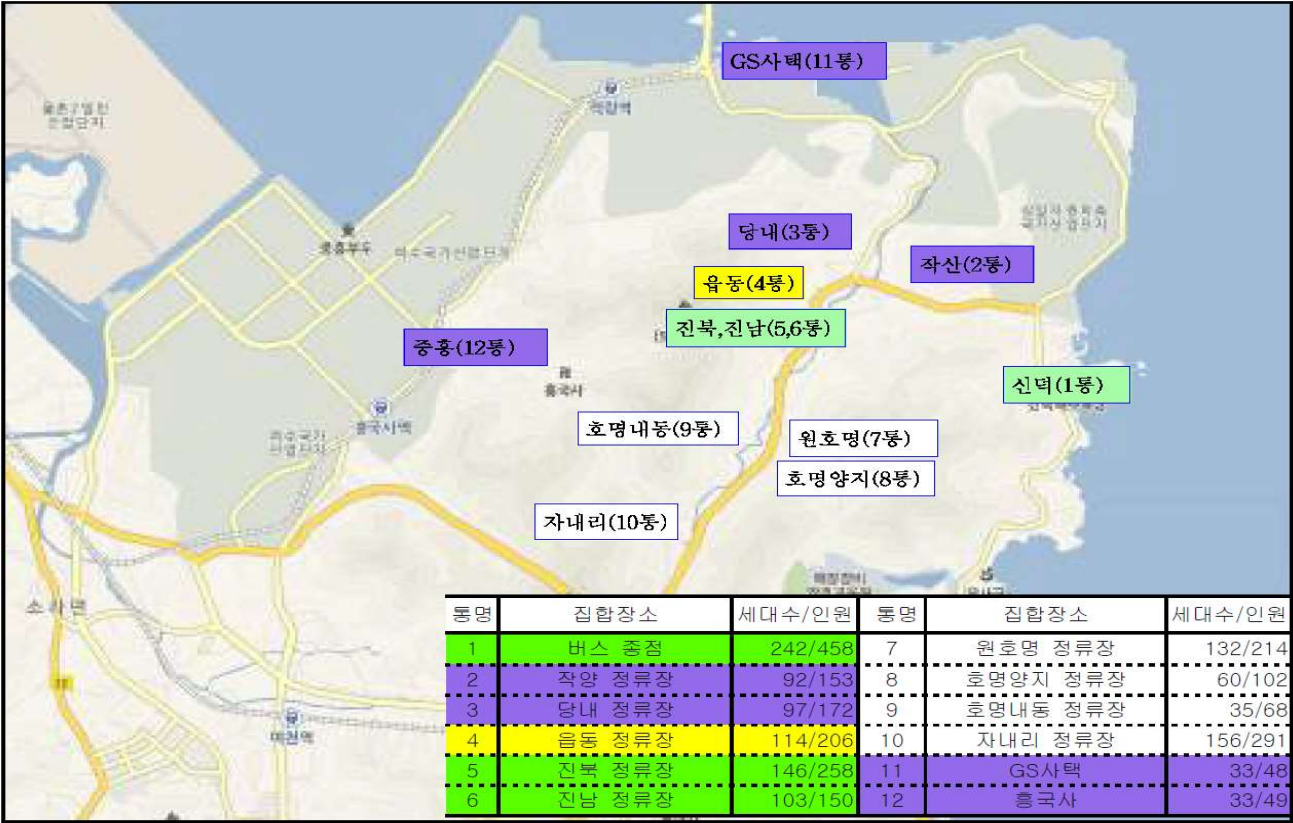 GS사택(11통)
당내(3통)
작산(2통)
읍동(4통)
진북,진남(5,6통)
중흥(12통)
신덕(1통)
흥국사
호명내동(9통)
원호명(7통)
흥국사역
호명양지(8통)
자내리(10통)
소라면
통명 집합장소 세대수/인원 통명 집합장소 세대수/인원
1 버스 종점 242/458 7 원호명 정류장 132/214
2 작양 정류장 92/153 8 호명양지 정류장 60/102
3 당내 정류장 97/172 9 호명내동 정류장 35/68
4 읍동 정류장 114/206 10 자내리 정류장 156/291
5 진북 정류장 146/258 11 GS사택 33/48
6 진남 정류장 103/150 12 흥국사 33/49